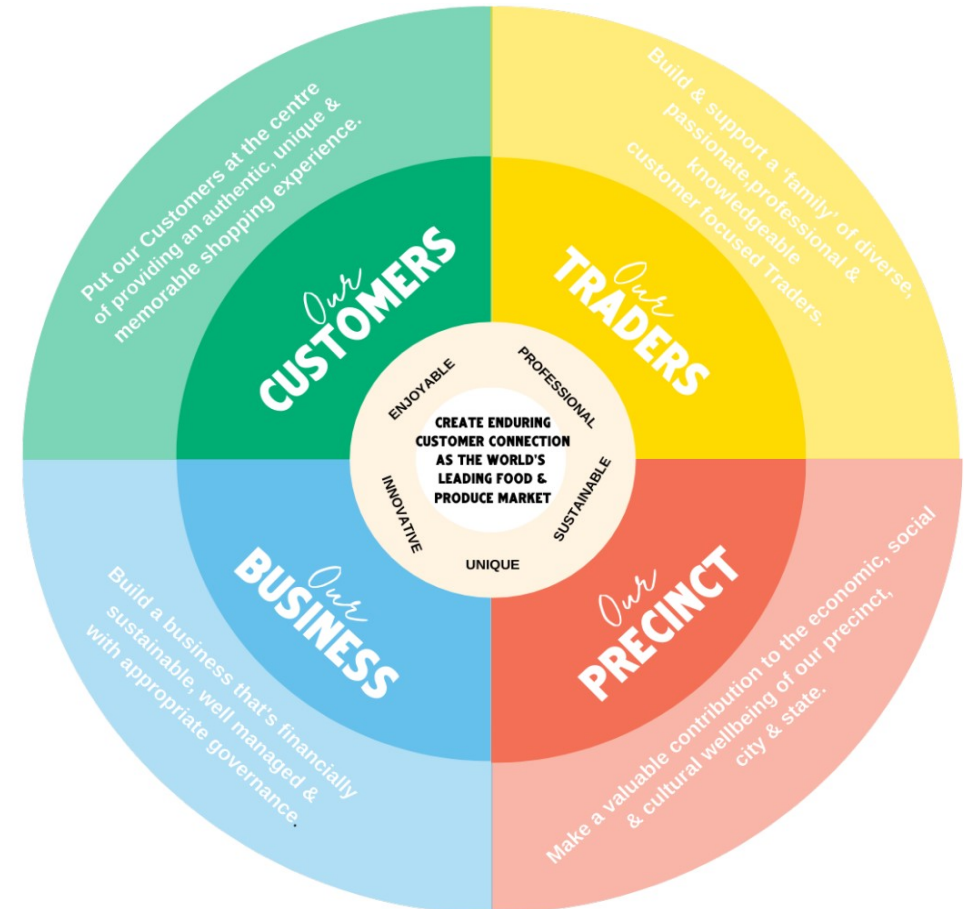 Put our Customers at the centre
of providing an authentic, unique &
memorable shopping experience.
Our
CUSTOMERS
Build & support a ‘family’ of diverse,
passionate,professional &
knowledgeable
customer focused Traders.
Our
TRADERS
ENJOYABLE
PROFESSIONAL
CREATE ENDURING
CUSTOMER CONNECTION
AS THE WORLD'S
LEADING FOOD &
PRODUCE MARKET
INNOVATIVE
SUSTAINABLE
UNIQUE
Our
BUSINESS
Build a business that's financially
sustainable, well managed &
with appropriate governance.
Our
PRECINCT
Make a valuable contribution to the economic, social
& cultural wellbeing of our precinct,
city & state.